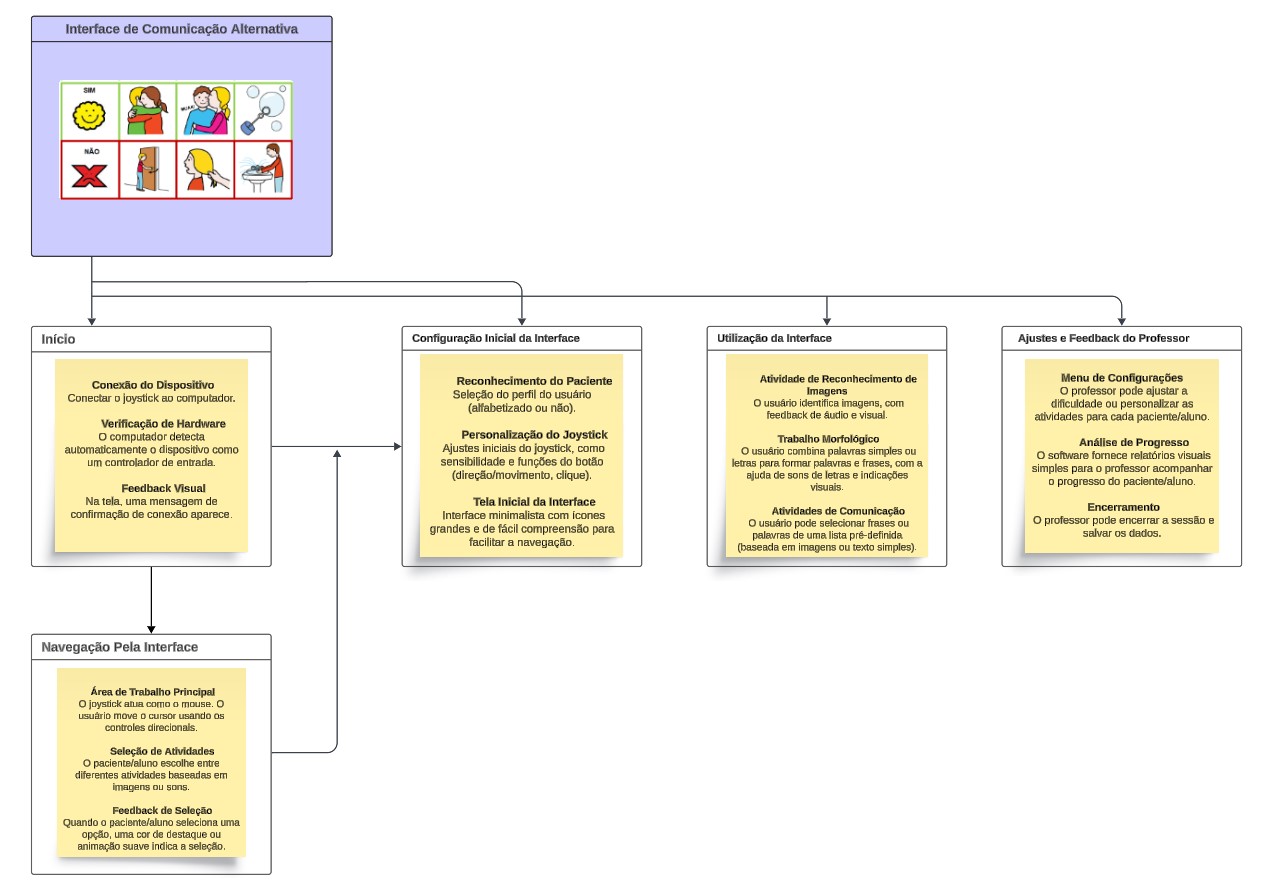 Interface de Comunicação Alternativa
SIM
NÃO
Início
Conexão do Dispositivo
Conectar o joystick ao computador.
Verificação de Hardware
O computador detecta
automaticamente o dispositivo como
um controlador de entrada.
Feedback Visual
Na tela, uma mensagem de
confirmação de conexão aparece.
Configuração Inicial da Interface
Reconhecimento do Paciente
Seleção do perfil do usuário
(alfabetizado ou não).
Personalização do Joystick
Ajustes iniciais do joystick, como
sensibilidade e funções do botão
(direção/movimento, clique).
Tela Inicial da Interface
Interface minimalista com ícones
grandes e de fácil compreensão para
facilitar a navegação.
Utilização da Interface
Atividade de Reconhecimento de
Imagens
O usuário identifica imagens, com
feedback de áudio e visual.
Trabalho Morfológico
O usuário combina palavras simples ou
letras para formar palavras e frases, com a
ajuda de sons de letras e indicações
visuais.
Atividades de Comunicação
O usuário pode selecionar frases ou
palavras de uma lista pré-definida
(baseada em imagens ou texto simples).
Ajustes e Feedback do Professor
Menu de Configurações
O professor pode ajustar a
dificuldade ou personalizar as
atividades para cada paciente/aluno.
Análise de Progresso
O software fornece relatórios visuais
simples para o professor acompanhar
o progresso do paciente/aluno.
Encerramento
O professor pode encerrar a sessão e
salvar os dados.
Navegação Pela Interface
Área de Trabalho Principal
O joystick atua como o mouse. O
usuário move o cursor usando os
controles direcionais.
Seleção de Atividades
O paciente/aluno escolhe entre
diferentes atividades baseadas em
imagens ou sons.
Feedback de Seleção
Quando o paciente/aluno seleciona uma
opção, uma cor de destaque ou
animação suave indica a seleção.